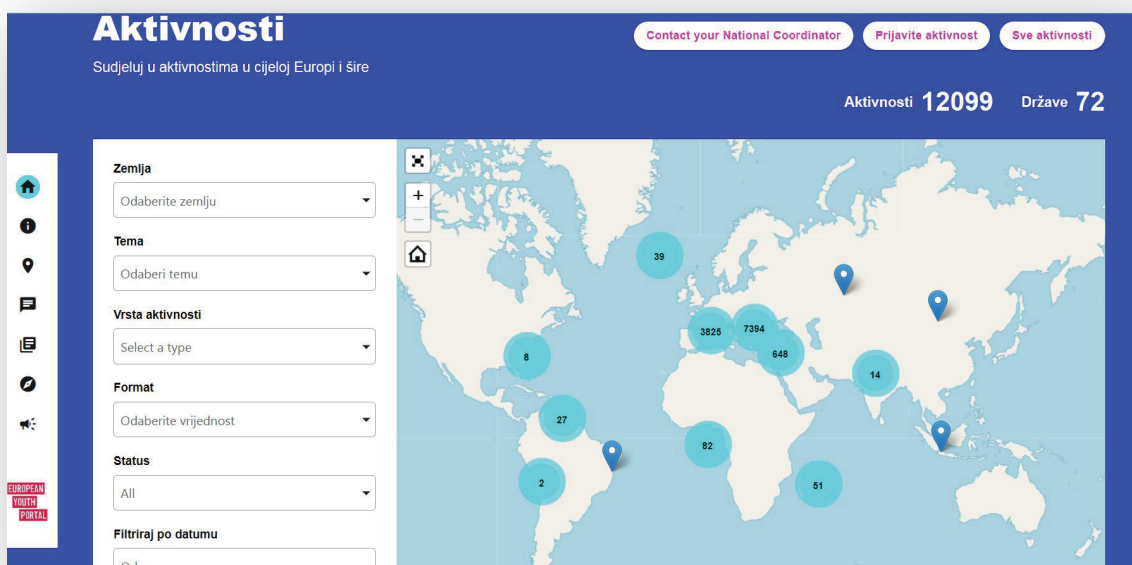 Aktivnosti
Sudjeluj u aktivnostima u cijeloj Europi i šire
Contact your National Coordinator
Prijavite aktivnost
Sve aktivnosti
Aktivnosti 12099
Države 72
Zemlja
Odaberite zemlju
Tema
Odaberi temu
Vrsta aktivnosti
Select a type
Format
Odaberite vrijednost
Status
All
Filtriraj po datumu
EUROPEAN
YOUTH
PORTAL
+
−
39
3825
7394
648
8
14
27
82
2
51